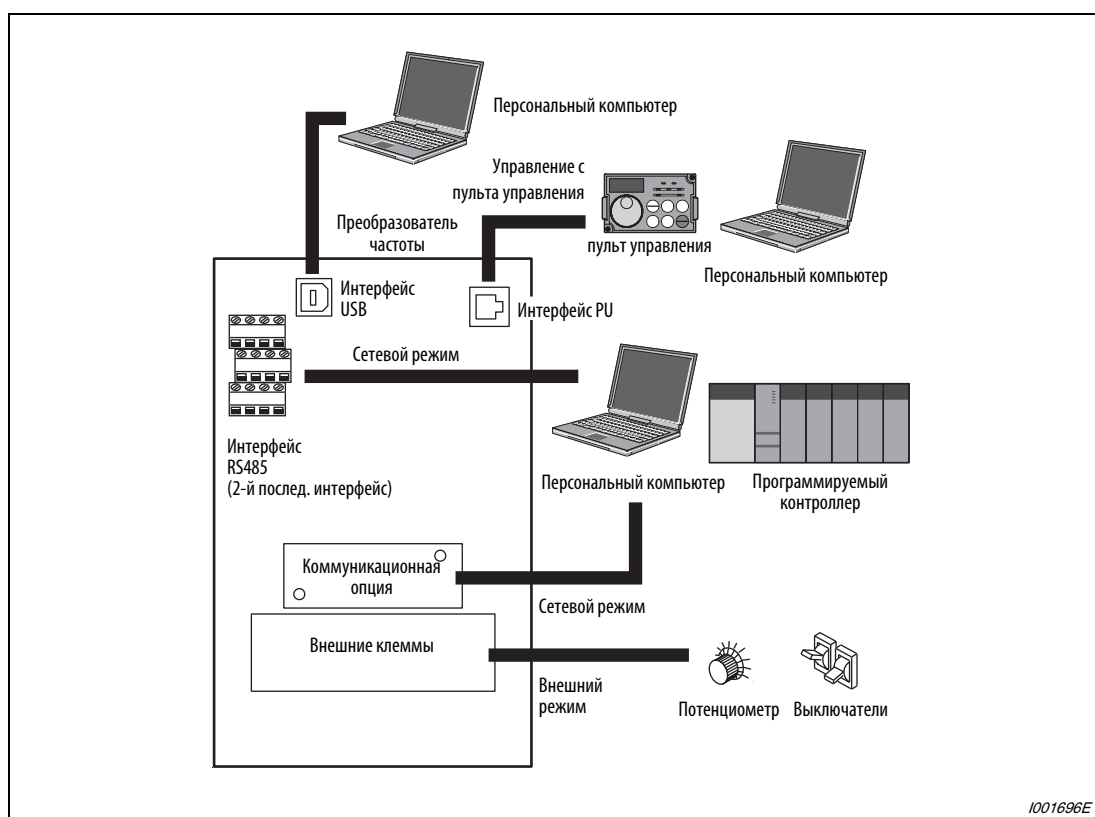 Персональный компьютер
Управление с
пульта управления
Преобразователь
частоты
пульт управления
Персональный компьютер
Интерфейс
USB
Интерфейс PU
Сетевой режим
Интерфейс
RS485
(2-й послед. интерфейс)
Персональный компьютер
Программируемый
контроллер
Коммуникационная
опция
Сетевой режим
Внешние клеммы
Внешний
режим
Потенциометр
Выключатели
I001696E